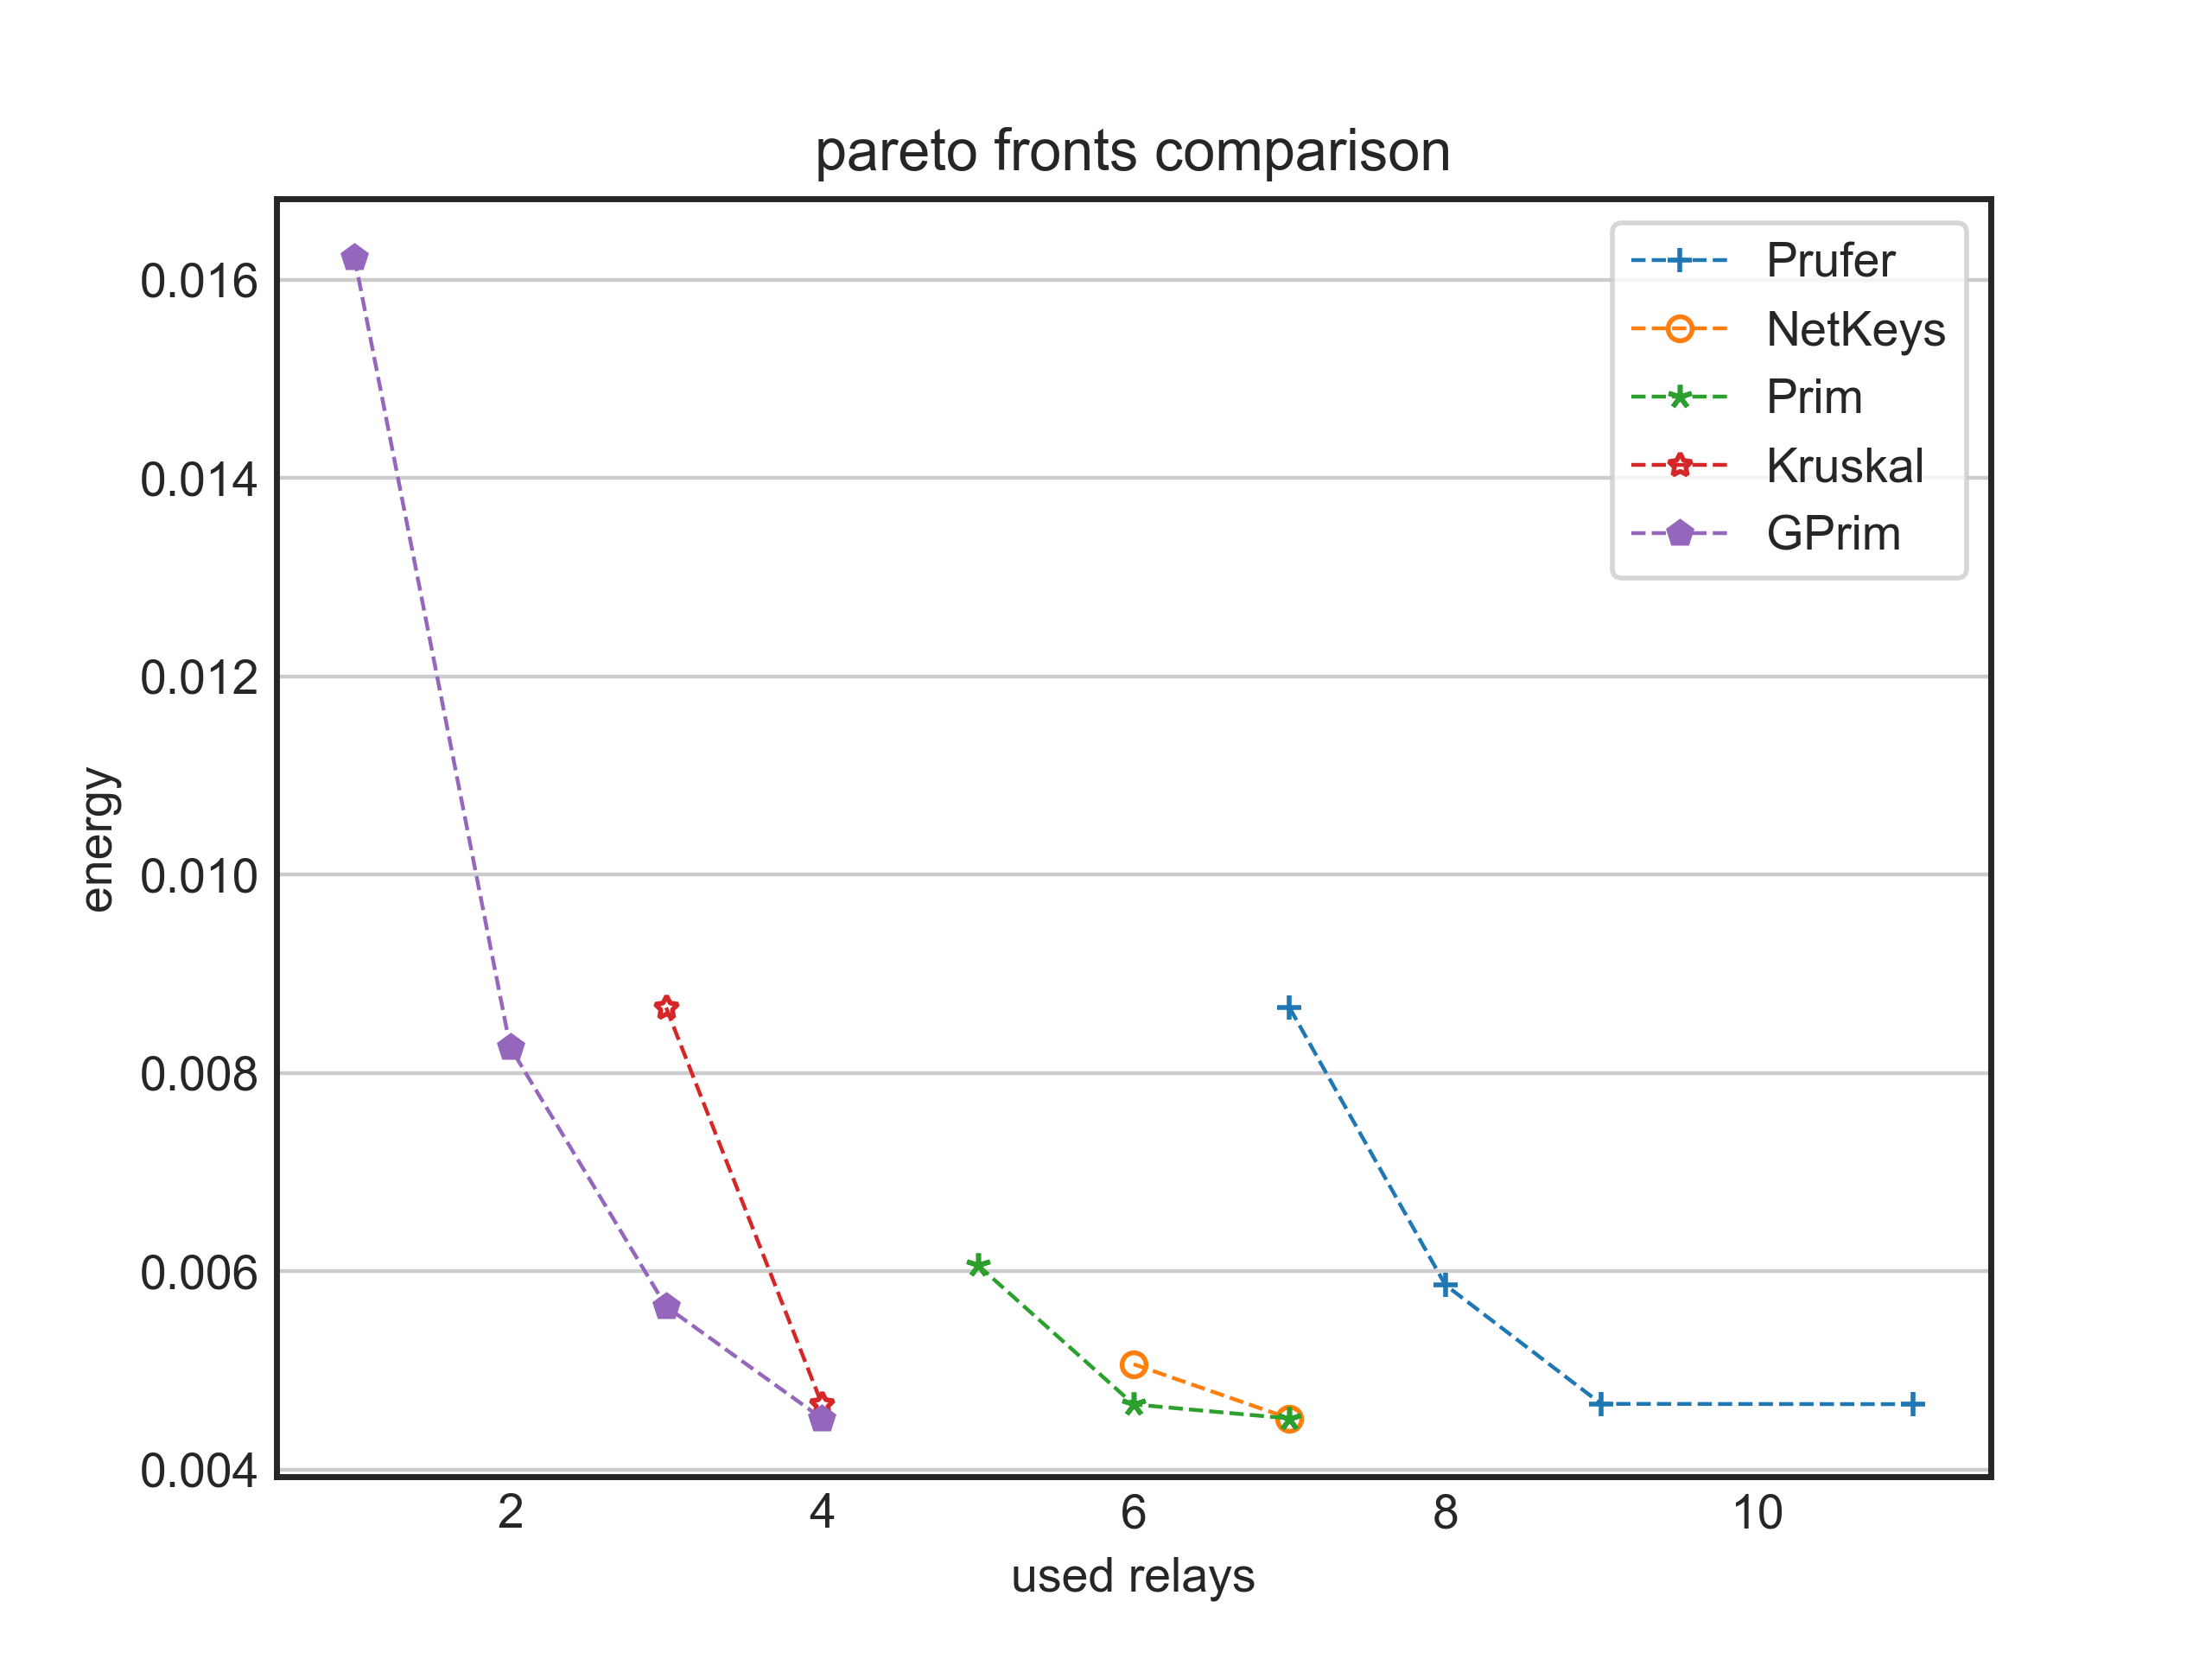 pareto fronts comparison
0.016
0.014
0.012
0.010
0.008
0.006
0.004
energy
Prufer
NetKeys
Prim
Kruskal
GPrim
2 4 6 8 10
used relays